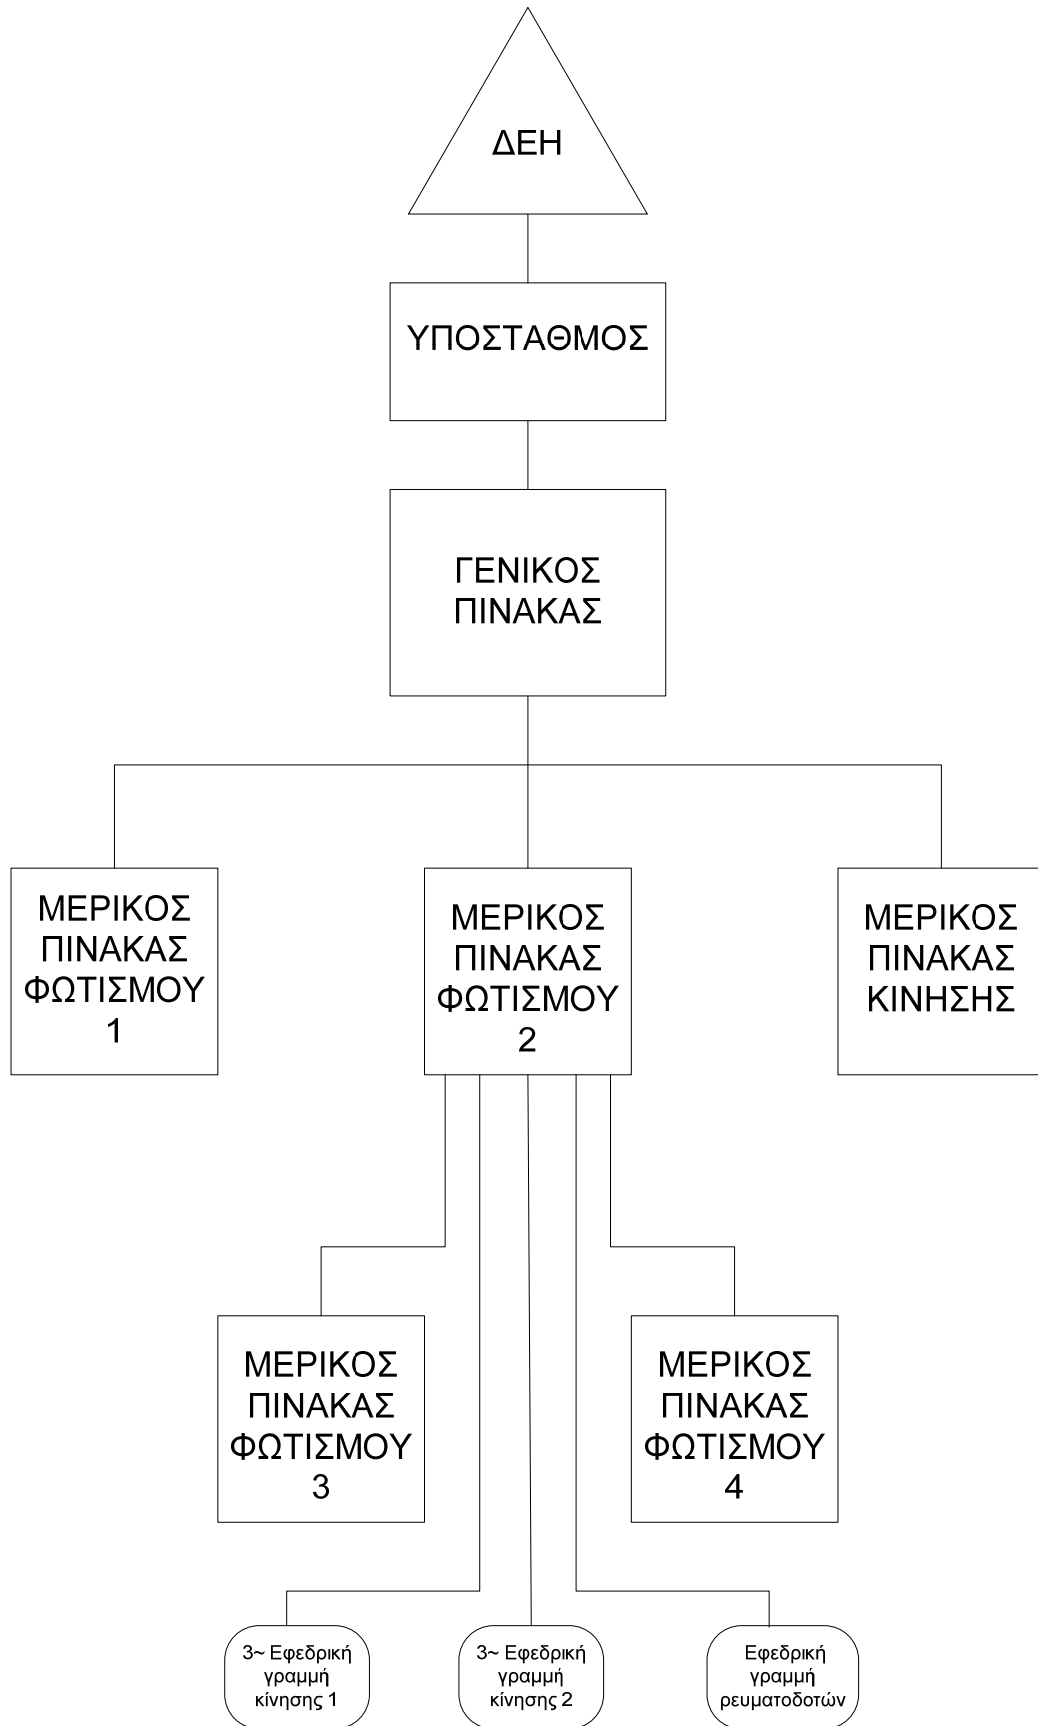 ΔΕΗ
ΥΠΟΣΤΑΘΜΟΣ
ΓΕΝΙΚΟΣ
ΠΙΝΑΚΑΣ
ΜΕΡΙΚΟΣ
ΠΙΝΑΚΑΣ
ΦΩΤΙΣΜΟΥ
1
ΜΕΡΙΚΟΣ
ΠΙΝΑΚΑΣ
ΦΩΤΙΣΜΟΥ
2
ΜΕΡΙΚΟΣ
ΠΙΝΑΚΑΣ
ΚΙΝΗΣΗΣ
ΜΕΡΙΚΟΣ
ΠΙΝΑΚΑΣ
ΦΩΤΙΣΜΟΥ
3
ΜΕΡΙΚΟΣ
ΠΙΝΑΚΑΣ
ΦΩΤΙΣΜΟΥ
4
3~ Εφεδρική
γραμμή
κίνησης 1
3~ Εφεδρική
γραμμή
κίνησης 2
Εφεδρική
γραμμή
ρευματοδοτών